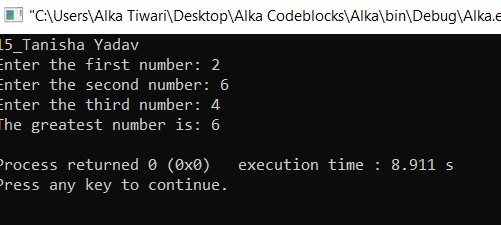 "C:\Users\Alka Tiwari\Desktop\Alka Codeblocks\Alka\bin\Debug\Alka.e
15_Tanisha Yadav
Enter the first number: 2
Enter the second number: 6
Enter the third number: 4
The greatest number is: 6
Process returned 0 (0x0)   execution time : 8.911 s
Press any key to continue.